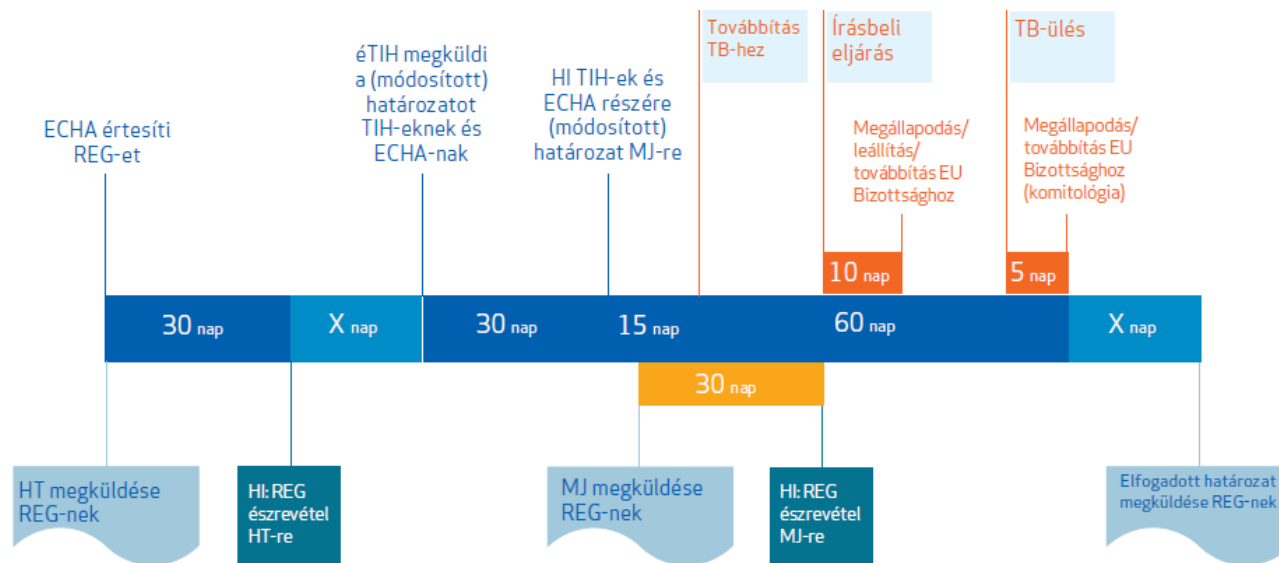 ECHA értesíti
REG-et
éTIH megküldi
a (módosított)
határozatot
TIH-eknek és
ECHA-nak
HI TIH-ek és
ECHA részére
(módosított)
határozat MJ-re
Továbbítás
TB-hez
Írásbeli
eljárás
Megállapodás/
leállítás/
továbbítás EU
Bizottsághoz
TB-ülés
Megállapodás/
továbbítás EU
Bizottsághoz
(komitológia)
10 nap
5 nap
30 nap
X nap
30 nap
15 nap
60 nap
X nap
30 nap
HT megküldése
REG-nek
HI: REG
észrevétel
HT-re
MJ megküldése
REG-nek
HI: REG
észrevétel
MJ-re
Elfogadott határozat
megküldése REG-nek